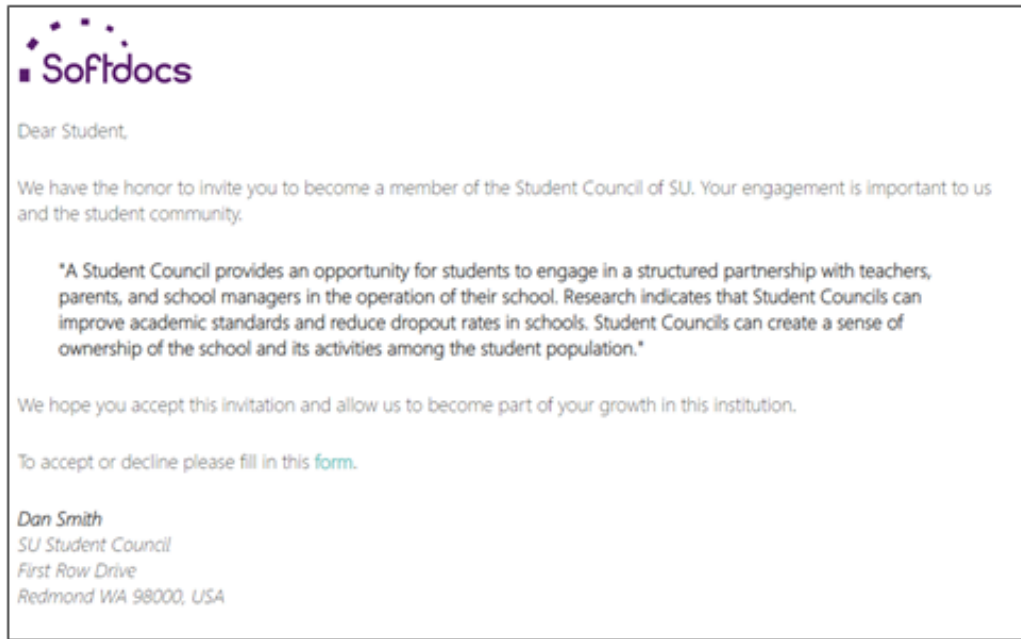 Softdocs
Dear Student,
We have the honor to invite you to become a member of the Student Council of SU. Your engagement is important to us
and the student community.
"A Student Council provides an opportunity for students to engage in a structured partnership with teachers,
parents, and school managers in the operation of their school. Research indicates that Student Councils can
improve academic standards and reduce dropout rates in schools. Student Councils can create a sense of
ownership of the school and its activities among the student population."
We hope you accept this invitation and allow us to become part of your growth in this institution.
To accept or decline please fill in this form.
Dan Smith
SU Student Council
First Row Drive
Redmond WA 98000, USA